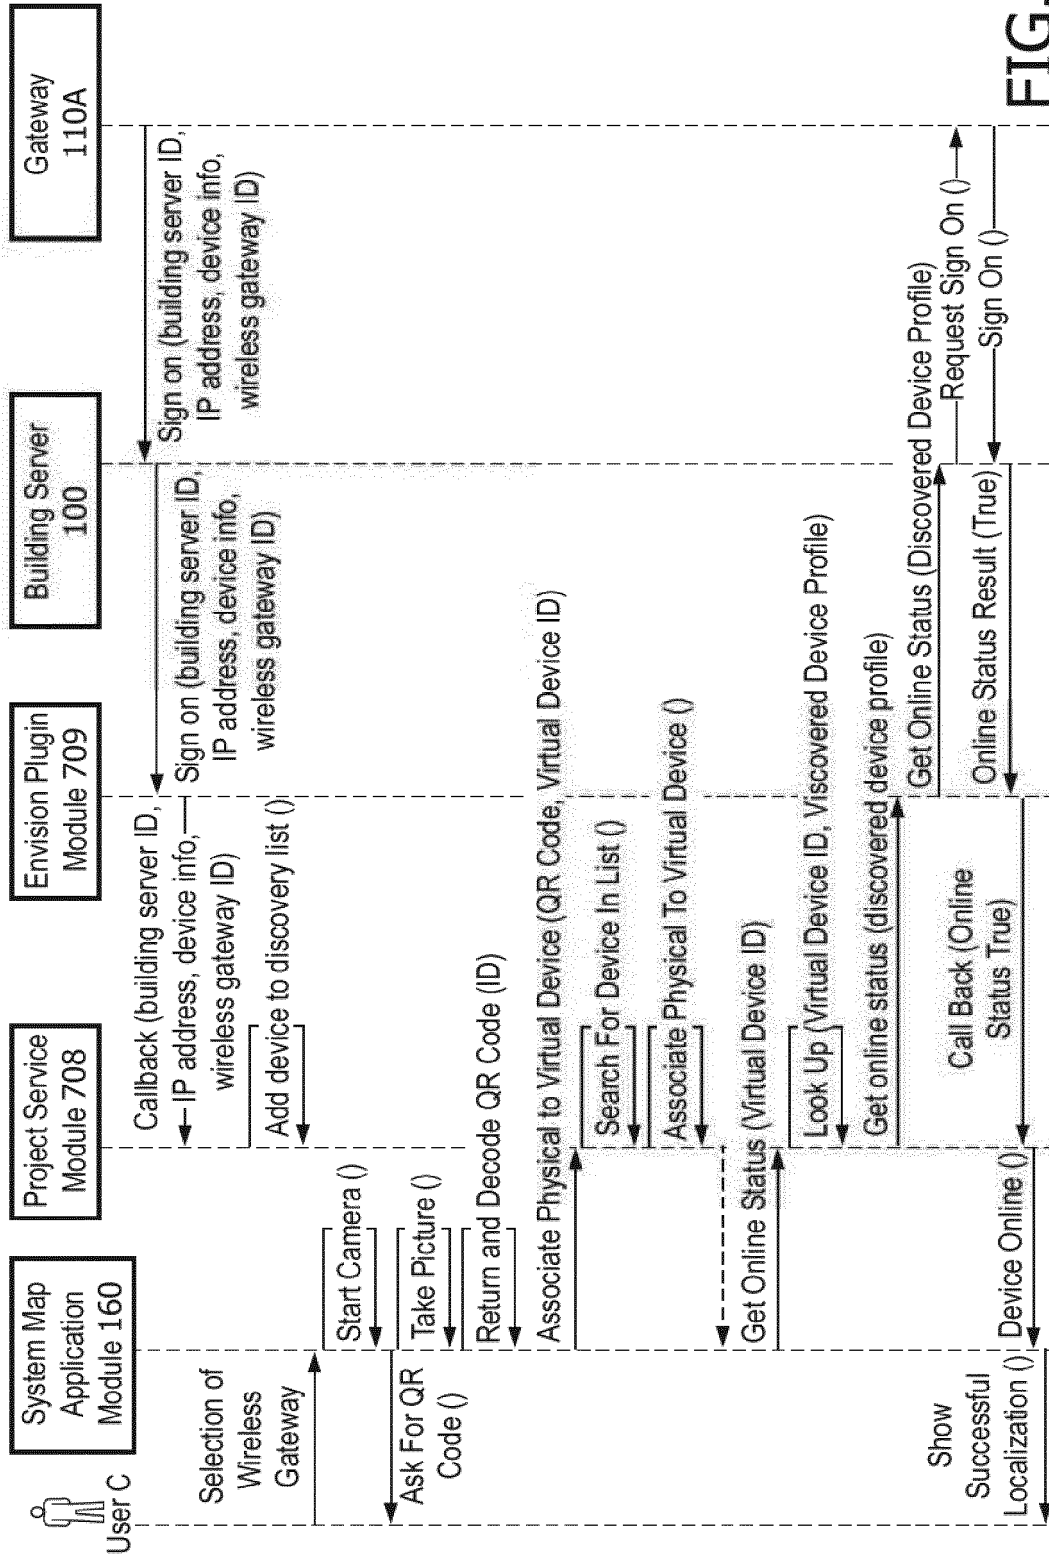 User C
System Map
Application
Module 160
Project Service
Module 708
Envision Plugin
Module 709
Building Server
100
Gateway
110A
Sign on (building server ID,
IP address, device info,
wireless gateway ID)
Sign on (building server ID,
IP address, device info,
wireless gateway ID)
Callback (building server ID,
IP address, device info,
wireless gateway ID)
Add device to discovery list ()
Selection of
Wireless
Gateway
Start Camera ()
Ask For QR
Code ()
Take Picture ()
Return and Decode QR Code (ID)
Associate Physical to Virtual Device (QR Code, Virtual Device ID)
Search For Device In List ()
Associate Physical To Virtual Device ()
Get Online Status (Virtual Device ID)
Look Up (Virtual Device ID, Viscovered Device Profile)
Get online status (discovered device profile)
Get Online Status (Discovered Device Profile)
Request Sign On ()
Sign On ()
Online Status Result (True)
Call Back (Online
Status True)
Device Online ()
Show
Successful
Localization ()
FIG.